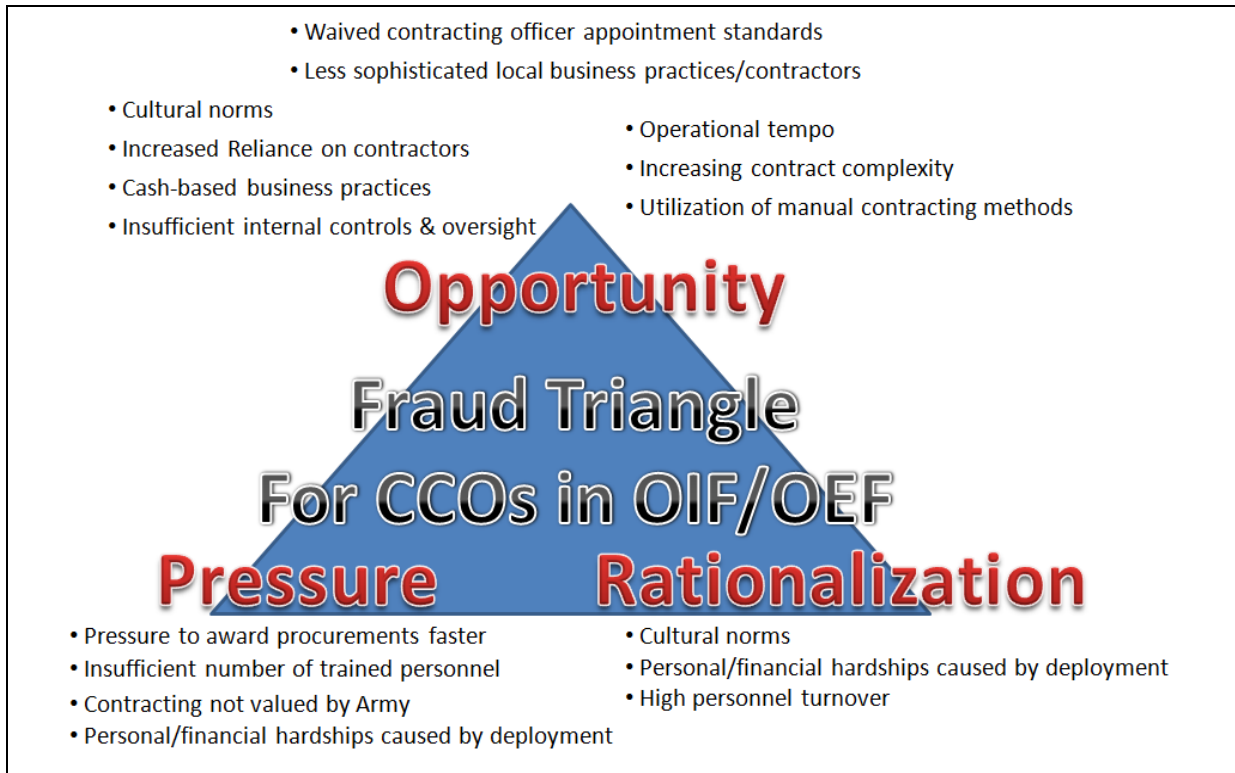 • Waived contracting officer appointment standards
• Less sophisticated local business practices/contractors
• Cultural norms
• Increased Reliance on contractors
• Cash-based business practices
• Insufficient internal controls & oversight
• Operational tempo
• Increasing contract complexity
• Utilization of manual contracting methods
Opportunity
Fraud Triangle
For CCOs in OIF/OEF
Pressure
Rationalization
• Pressure to award procurements faster
• Insufficient number of trained personnel
• Contracting not valued by Army
• Personal/financial hardships caused by deployment
• Cultural norms
• Personal/financial hardships caused by deployment
• High personnel turnover